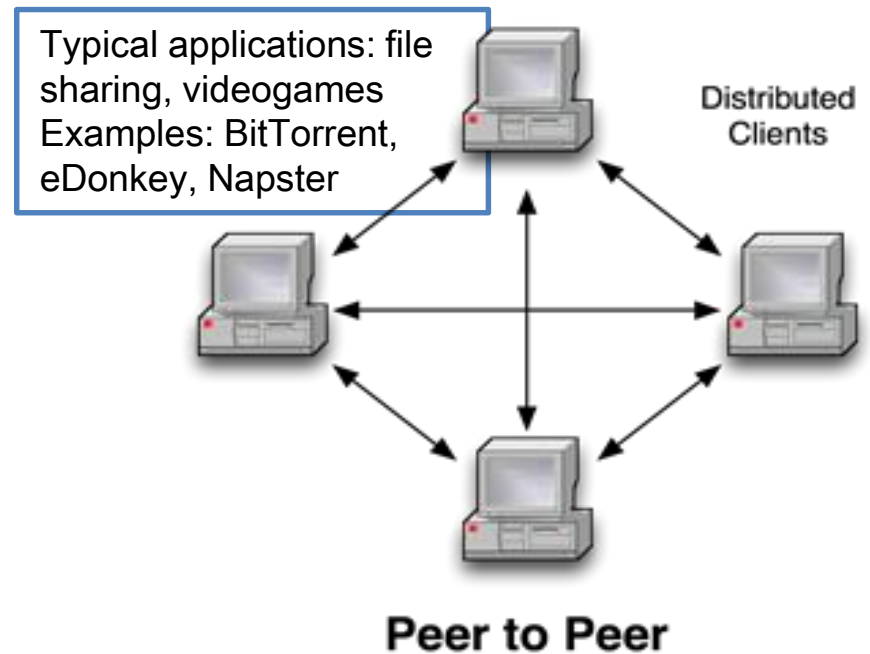 Typical applications: file
sharing, videogames
Examples: BitTorrent,
eDonkey, Napster
Distributed
Clients
Peer to Peer